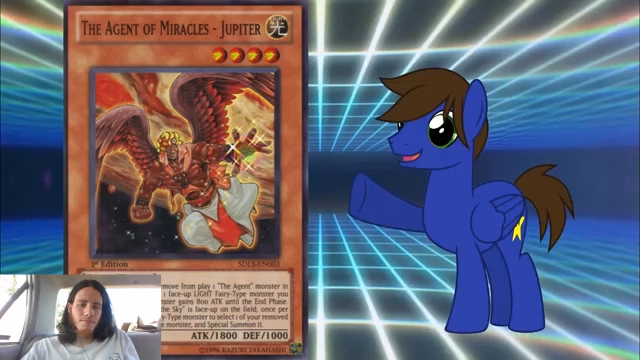 THE AGENT OF MIRACLES - JUPITER
光
1st Edition
SDLS-EN003
remove from play 1 "The Agent" monster in
1 face-up LIGHT Fairy-Type monster you
gains 800 ATK until the End Phase.
the Sky" is face-up on the field, once per
-Type monster to select 1 of your removed
monster, and Special Summon it.
ATK/1800 DEF/1000
©1996 KAZUKI TAKAHASHI